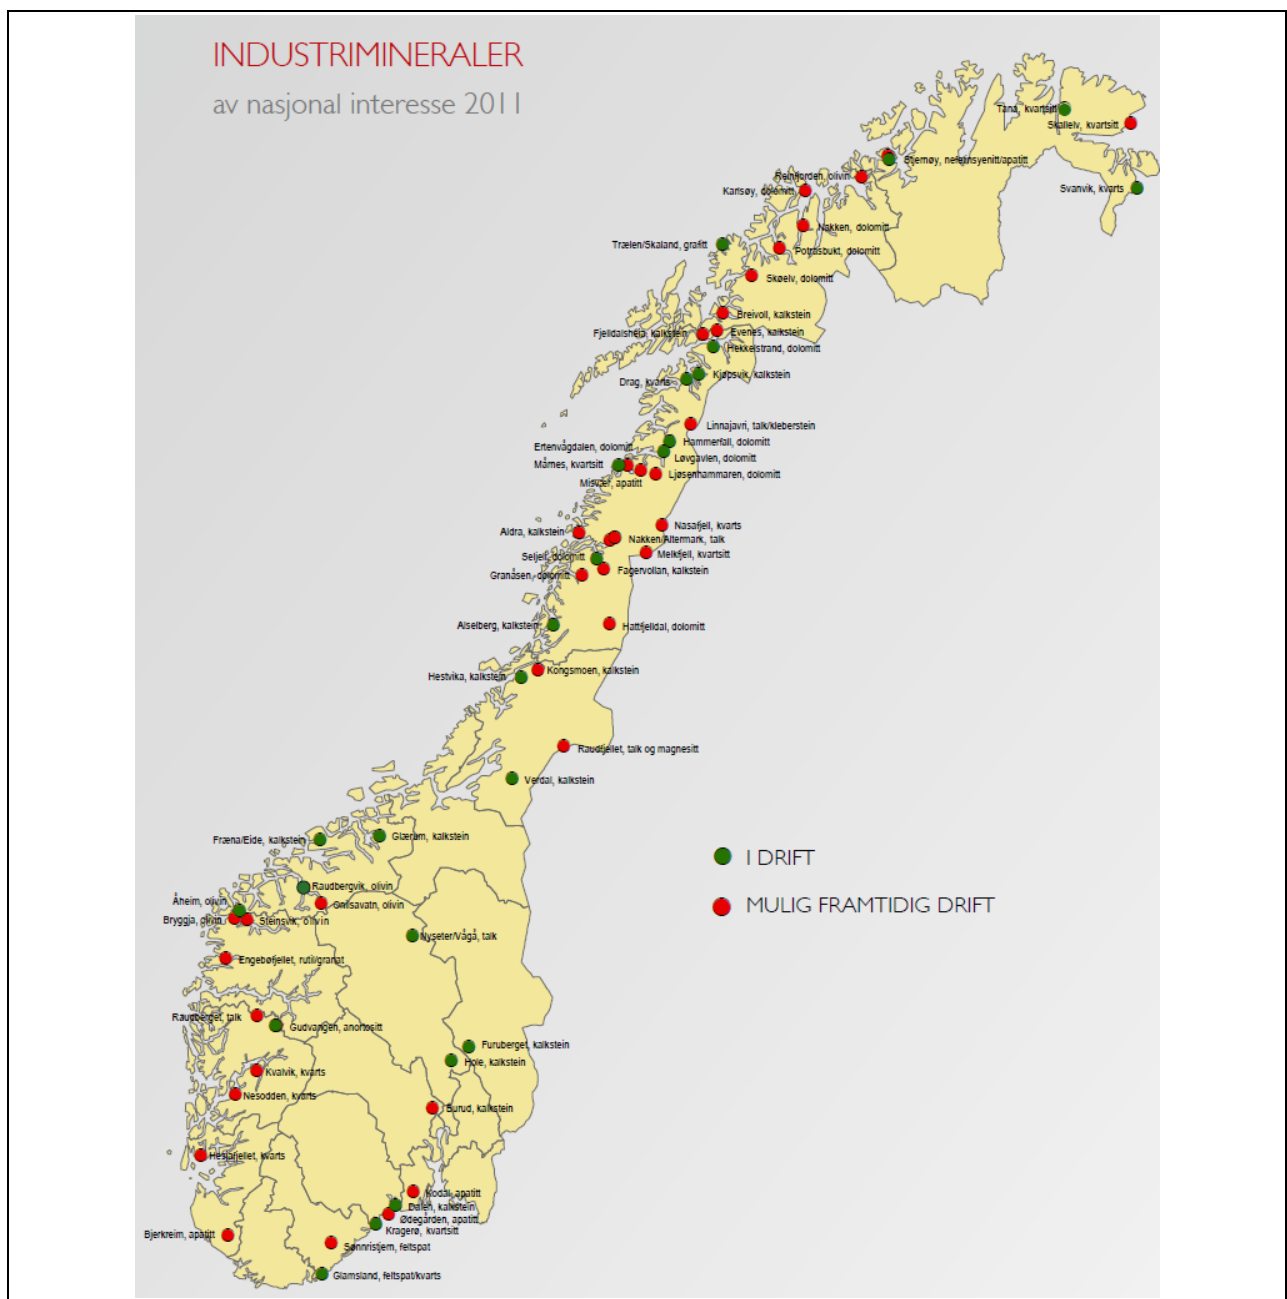 INDUSTRIMINERALER
av nasjonal interesse 2011
Tana, kvartsitt
Skallelv, kvartsitt
Stjernøy, nefelinsyenitt/apatitt
Reinfjorden, olivin
Karlsøy, dolomitt
Svanvik, kvarts
Nakken, dolomitt
Trælen/Skaland, grafitt
Potrasbukt, dolomitt
Skøelv, dolomitt
Breivoll, kalkstein
Fjelldalsheia, kalkstein
Evenes, kalkstein
Hekkelstrand, dolomitt
Drag, kvarts
Kjøpsvik, kalkstein
Linnajavri, talk/kleberstein
Ertenvågdalen, dolomitt
Hammerfall, dolomitt
Løvgavlen, dolomitt
Mårnes, kvartsitt
Misvær, apatitt
Ljøsenhammaren, dolomitt
Aldra, kalkstein
Nasafjell, kvarts
Nakken/Altermark, talk
Melkfjell, kvartsitt
Seljeli, dolomitt
Granåsen, dolomitt
Fagervollan, kalkstein
Alselberg, kalkstein
Hattfjelldal, dolomitt
Hestvika, kalkstein
Kongsmoen, kalkstein
Raudfjellet, talk og magnesitt
Verdal, kalkstein
Fræna/Eide, kalkstein
Glærum, kalkstein
I DRIFT
MULIG FRAMTIDIG DRIFT
Raudbergvik, olivin
Åheim, olivin
Gnilsavatn, olivin
Bryggja, olivin
Steinsvik, olivin
Nyseter/Vågå, talk
Engebøfjellet, rutil/granat
Raudberget, talk
Gudvangen, anortositt
Furuberget, kalkstein
Hole, kalkstein
Kvalvik, kvarts
Nesodden, kvarts
Burud, kalkstein
Heslafjellet, kvarts
Kodal, apatitt
Dalen, kalkstein
Ødegården, apatitt
Kragerø, kvartsitt
Bjerkreim, apatitt
Sønnristjern, feltspat
Glamsland, feltspat/kvarts